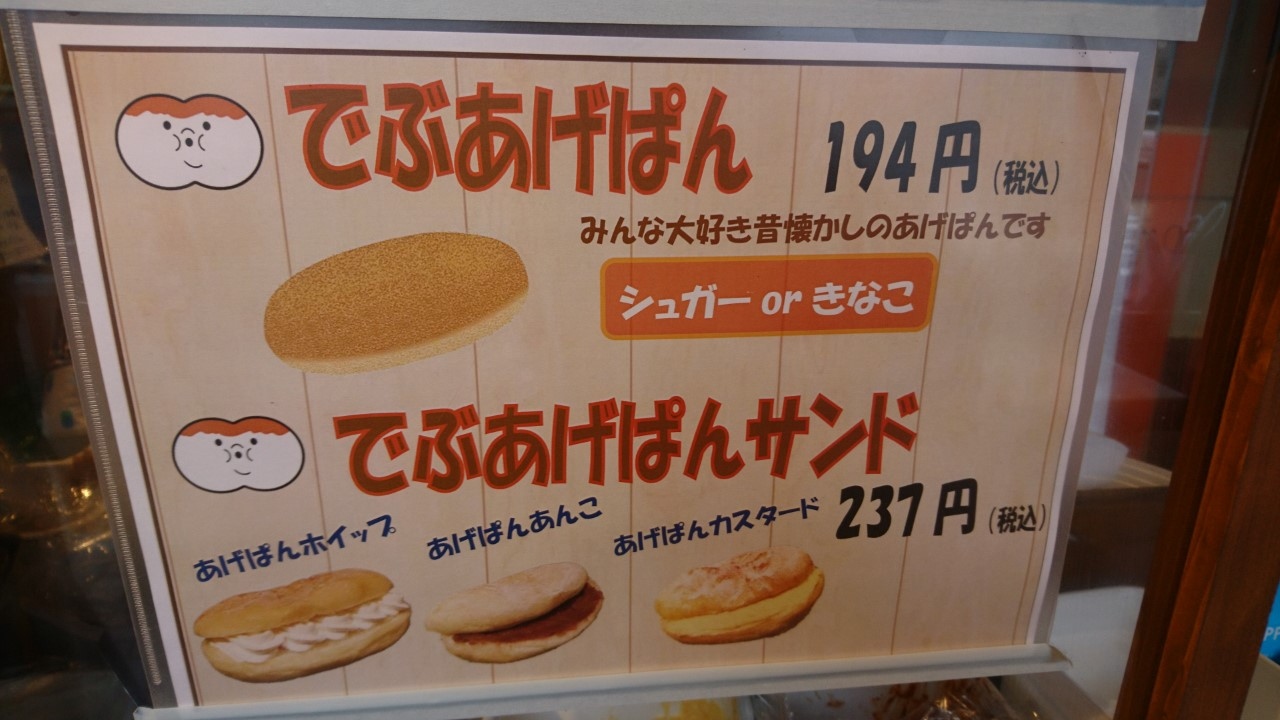 でぶあげぱん
194円(税込)
みんな大好き昔懐かしのあげぱんです
シュガー or きなこ
でぶあげぱんサンド
237円(税込)
あげぱんホイップ
あげぱんあんこ
あげぱんカスタード